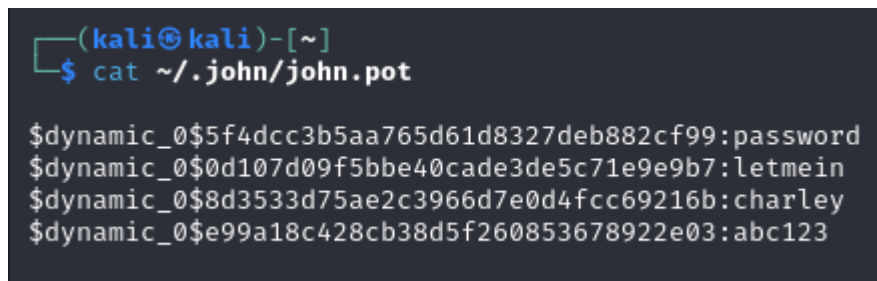 ┌──(kali㉿kali)-[~]
└─$ cat ~/.john/john.pot
$dynamic_0$5f4dcc3b5aa765d61d8327deb882cf99:password
$dynamic_0$0d107d09f5bbe40cade3de5c71e9e9b7:letmein
$dynamic_0$8d3533d75ae2c3966d7e0d4fcc69216b:charley
$dynamic_0$e99a18c428cb38d5f260853678922e03:abc123